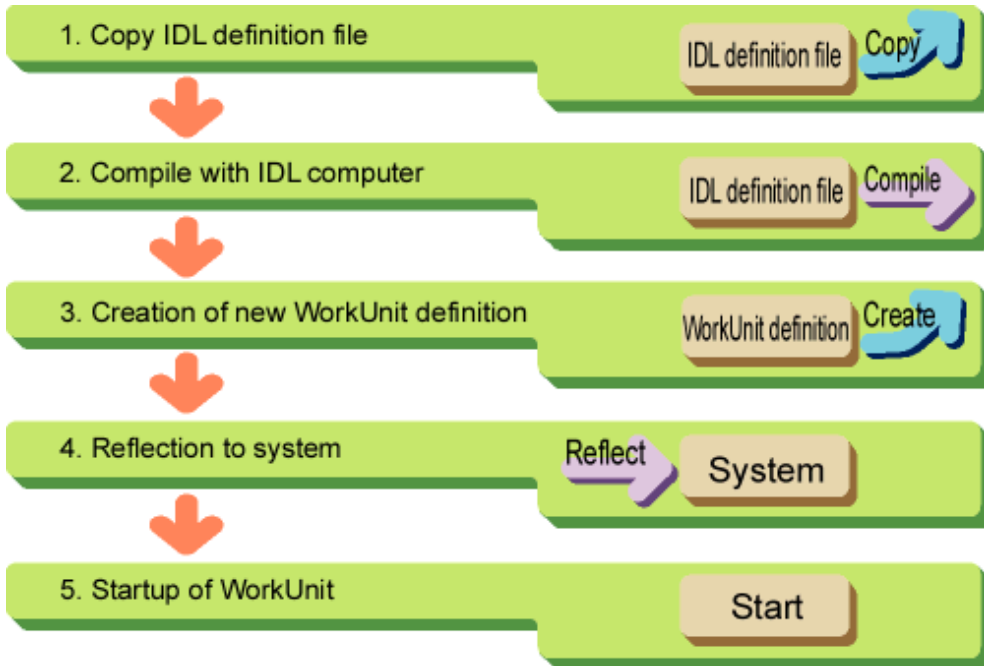 1. Copy IDL definition file
IDL definition file
Copy
2. Compile with IDL computer
IDL definition file
Compile
3. Creation of new WorkUnit definition
WorkUnit definition
Create
4. Reflection to system
Reflect
System
5. Startup of WorkUnit
Start